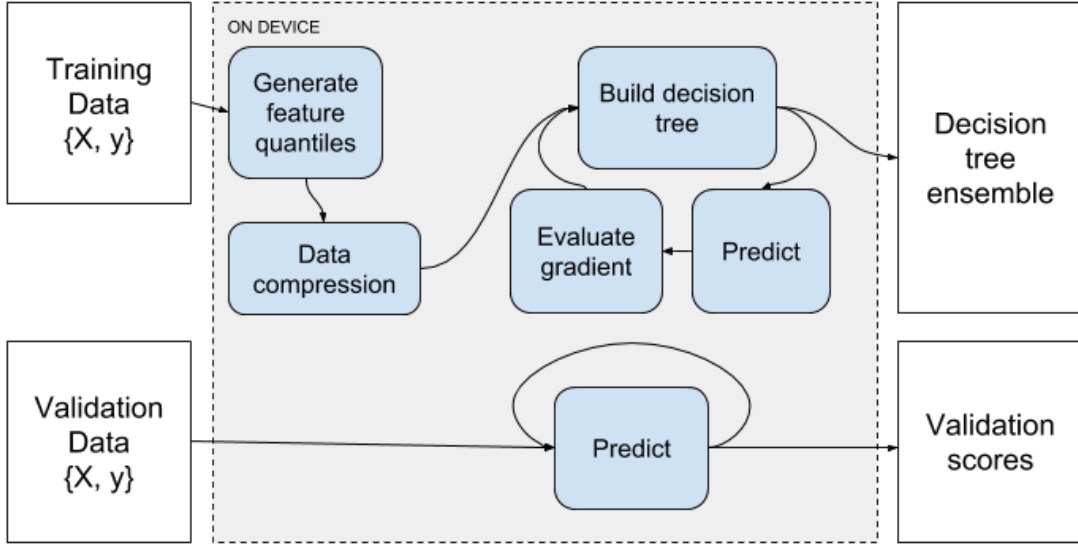 Training
Data
{X, y}
ON DEVICE
Generate
feature
quantiles
Data
compression
Build decision
tree
Evaluate
gradient
Predict
Decision
tree
ensemble
Validation
Data
{X, y}
Predict
Validation
scores